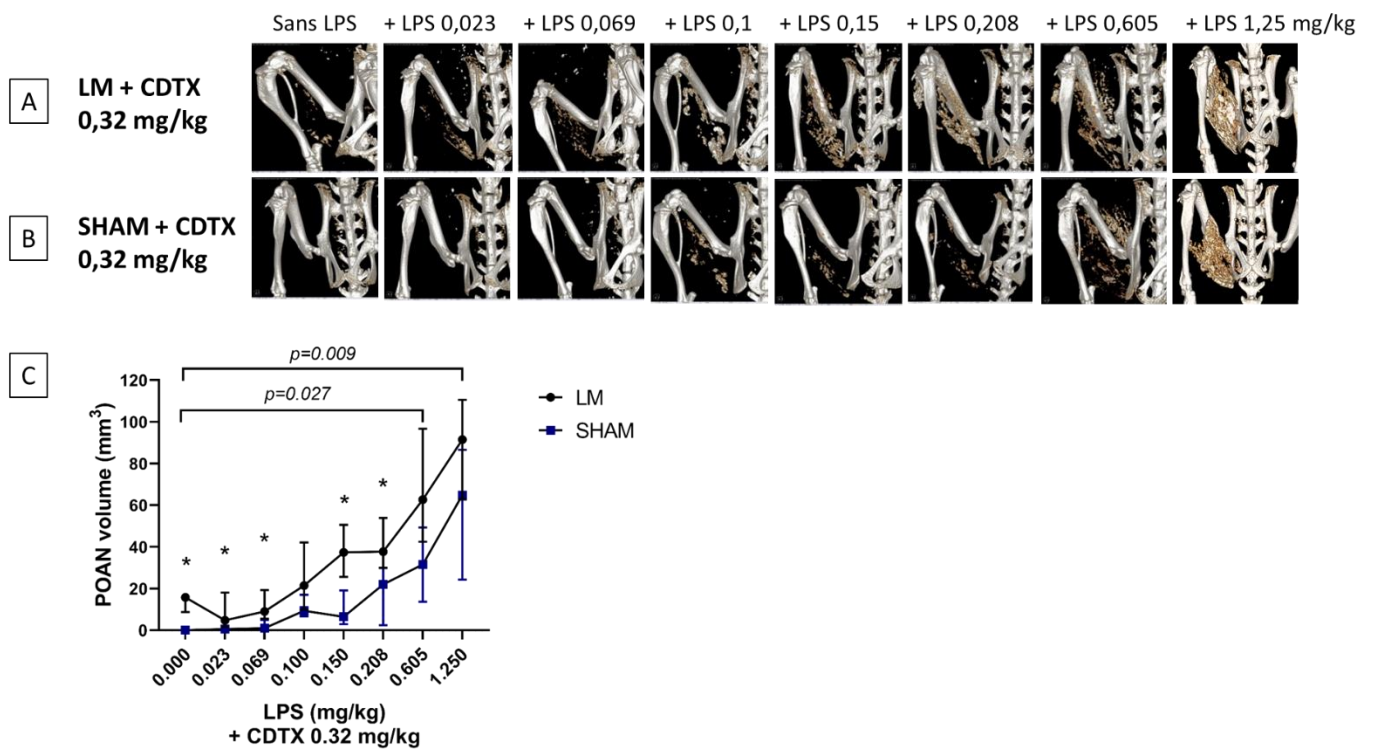 Sans LPS + LPS 0,023 + LPS 0,069 + LPS 0,1 + LPS 0,15 + LPS 0,208 + LPS 0,605 + LPS 1,25 mg/kg
A
LM + CDTX
0,32 mg/kg
B
SHAM + CDTX
0,32 mg/kg
C
p=0.009
p=0.027
LM
SHAM
POAN volume (mm³)
120
100
80
60
40
20
0
* * * * *
0.000 0.023 0.069 0.100 0.150 0.208 0.605 1.250
LPS (mg/kg)
+ CDTX 0.32 mg/kg